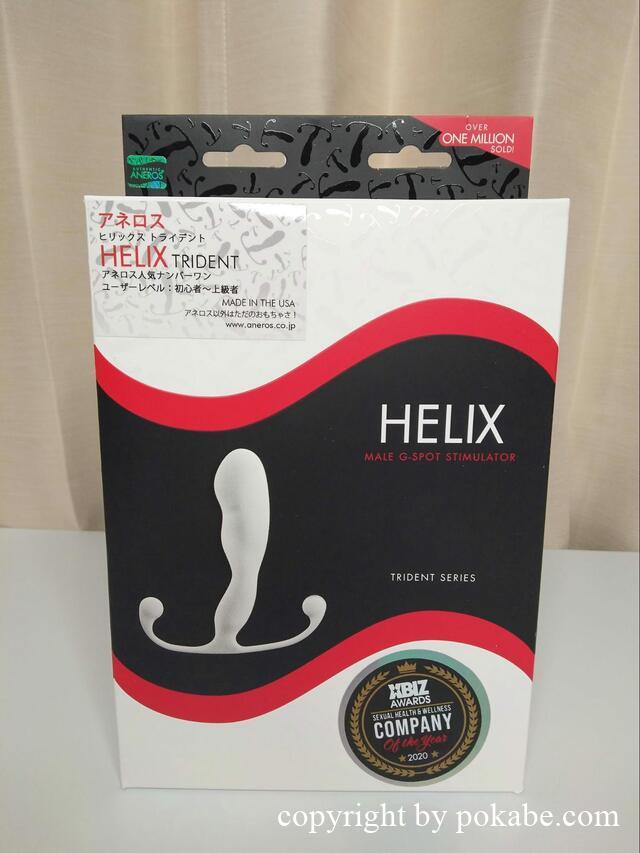 OVER
ONE MILLION
SOLD!
AUTHENTIC
ANEROS
アネロス
ヒリックス トライデント
HELIX TRIDENT
アネロス人気ナンバーワン
ユーザーレベル：初心者～上級者
MADE IN THE USA
アネロス以外はただのおもちゃさ！
www.aneros.co.jp
HELIX
MALE G-SPOT STIMULATOR
TRIDENT SERIES
XBIZ
AWARDS
SEXUAL HEALTH & WELLNESS
COMPANY
Of the Year
2020
copyright by pokabe.com